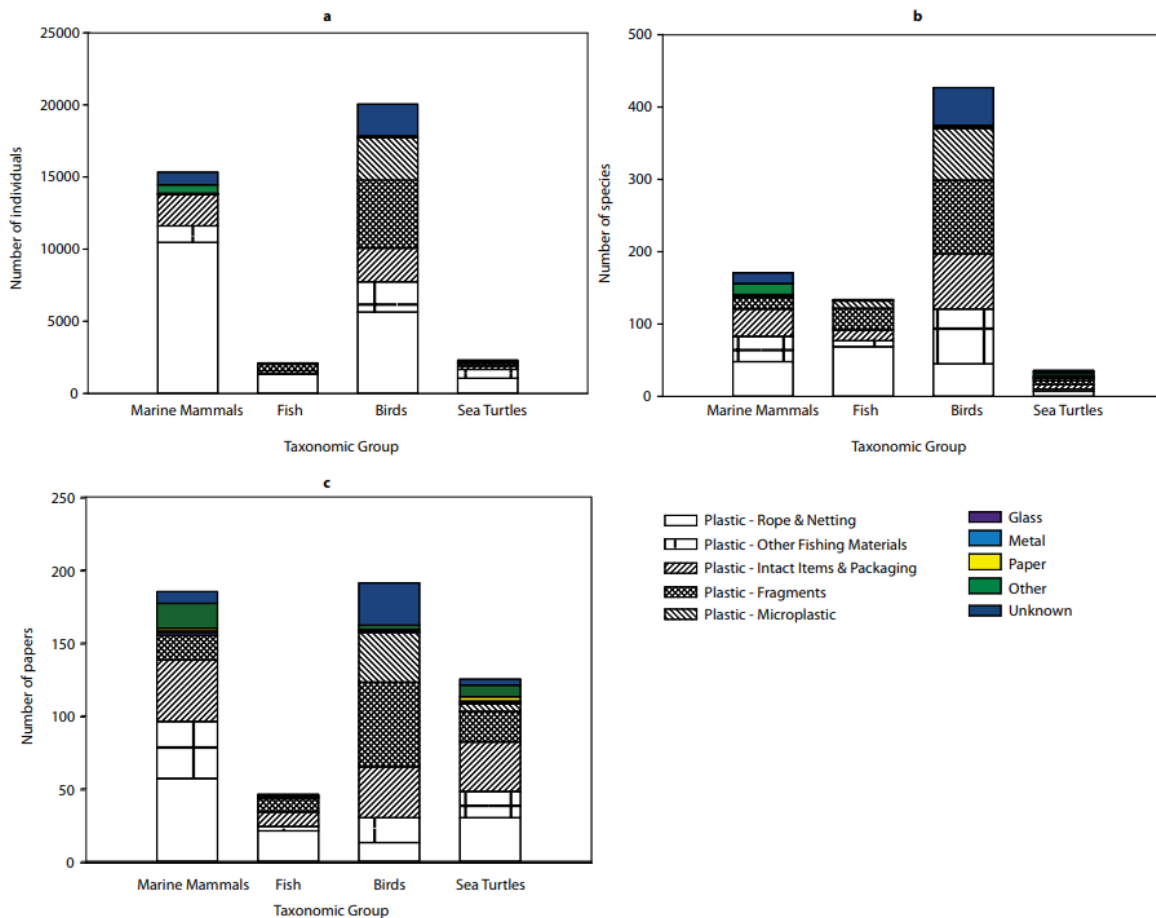 a
25000
20000
15000
10000
5000
0
Number of individuals
Marine Mammals Fish Birds Sea Turtles
Taxonomic Group
b
500
400
300
200
100
0
Number of species
Marine Mammals Fish Birds Sea Turtles
Taxonomic Group
c
250
200
150
100
50
0
Number of papers
Marine Mammals Fish Birds Sea Turtles
Taxonomic Group
Plastic - Rope & Netting
Plastic - Other Fishing Materials
Plastic - Intact Items & Packaging
Plastic - Fragments
Plastic - Microplastic
Glass
Metal
Paper
Other
Unknown